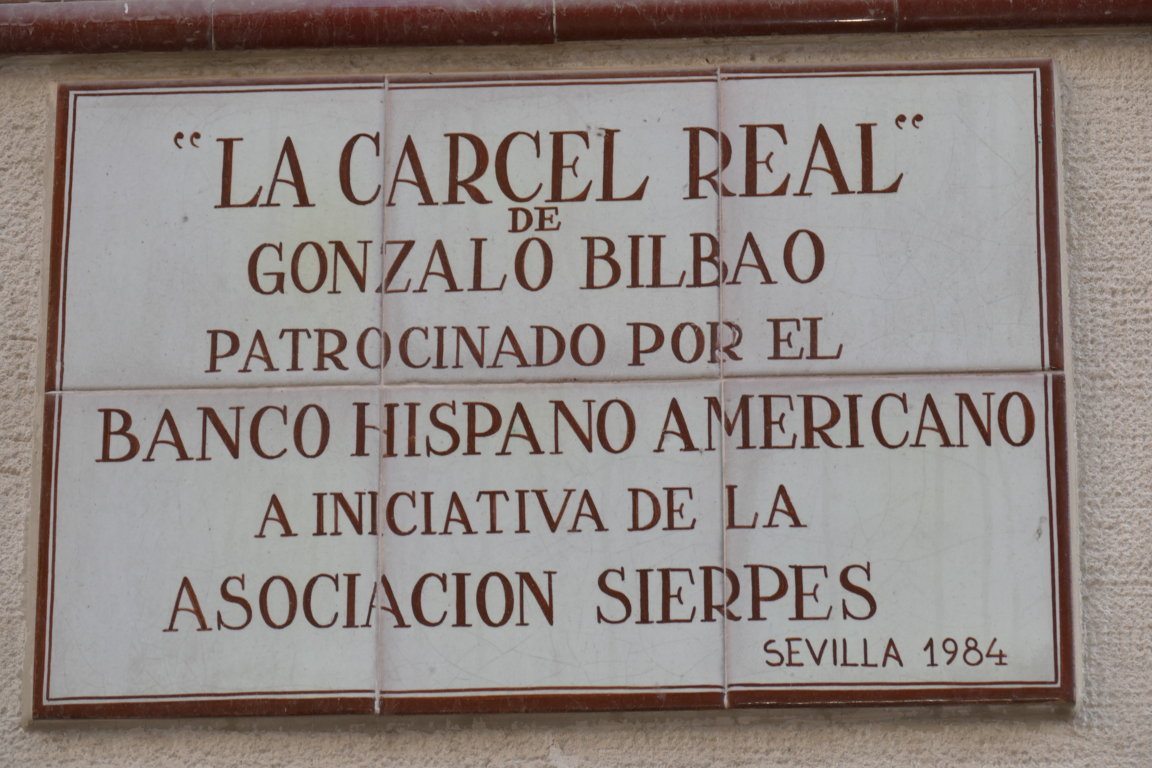 “LA CARCEL REAL“
DE
GONZALO BILBAO
PATROCINADO POR EL
BANCO HISPANO AMERICANO
A INICIATIVA DE LA
ASOCIACION SIERPES
SEVILLA 1984